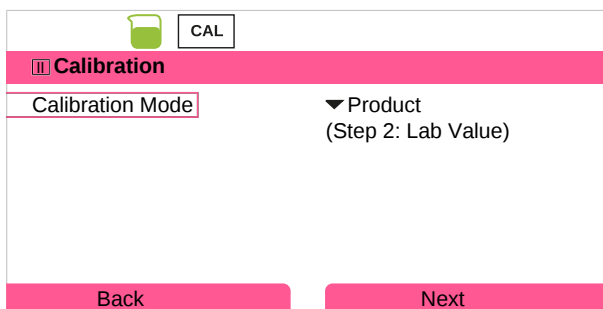 CAL
Calibration
Calibration Mode
Product
(Step 2: Lab Value)
Back
Next